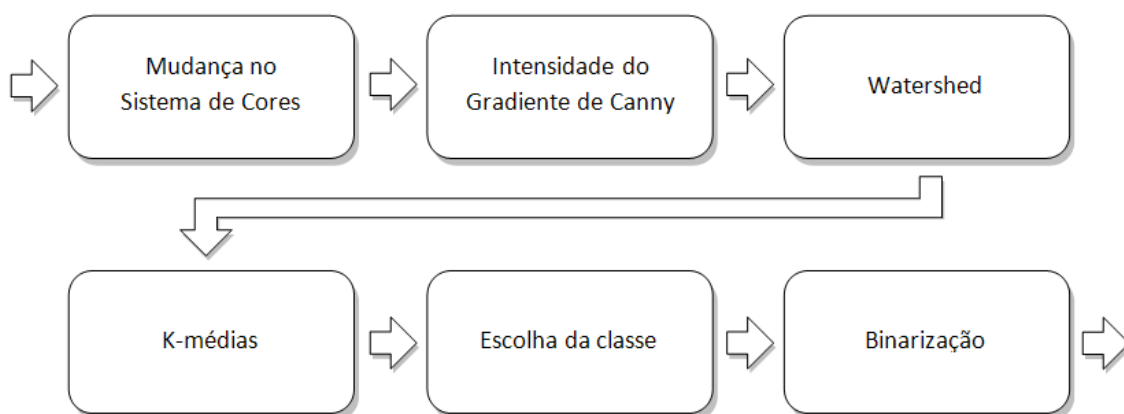 Mudança no
Sistema de Cores
Intensidade do
Gradiente de Canny
Watershed
K-médias
Escolha da classe
Binarização